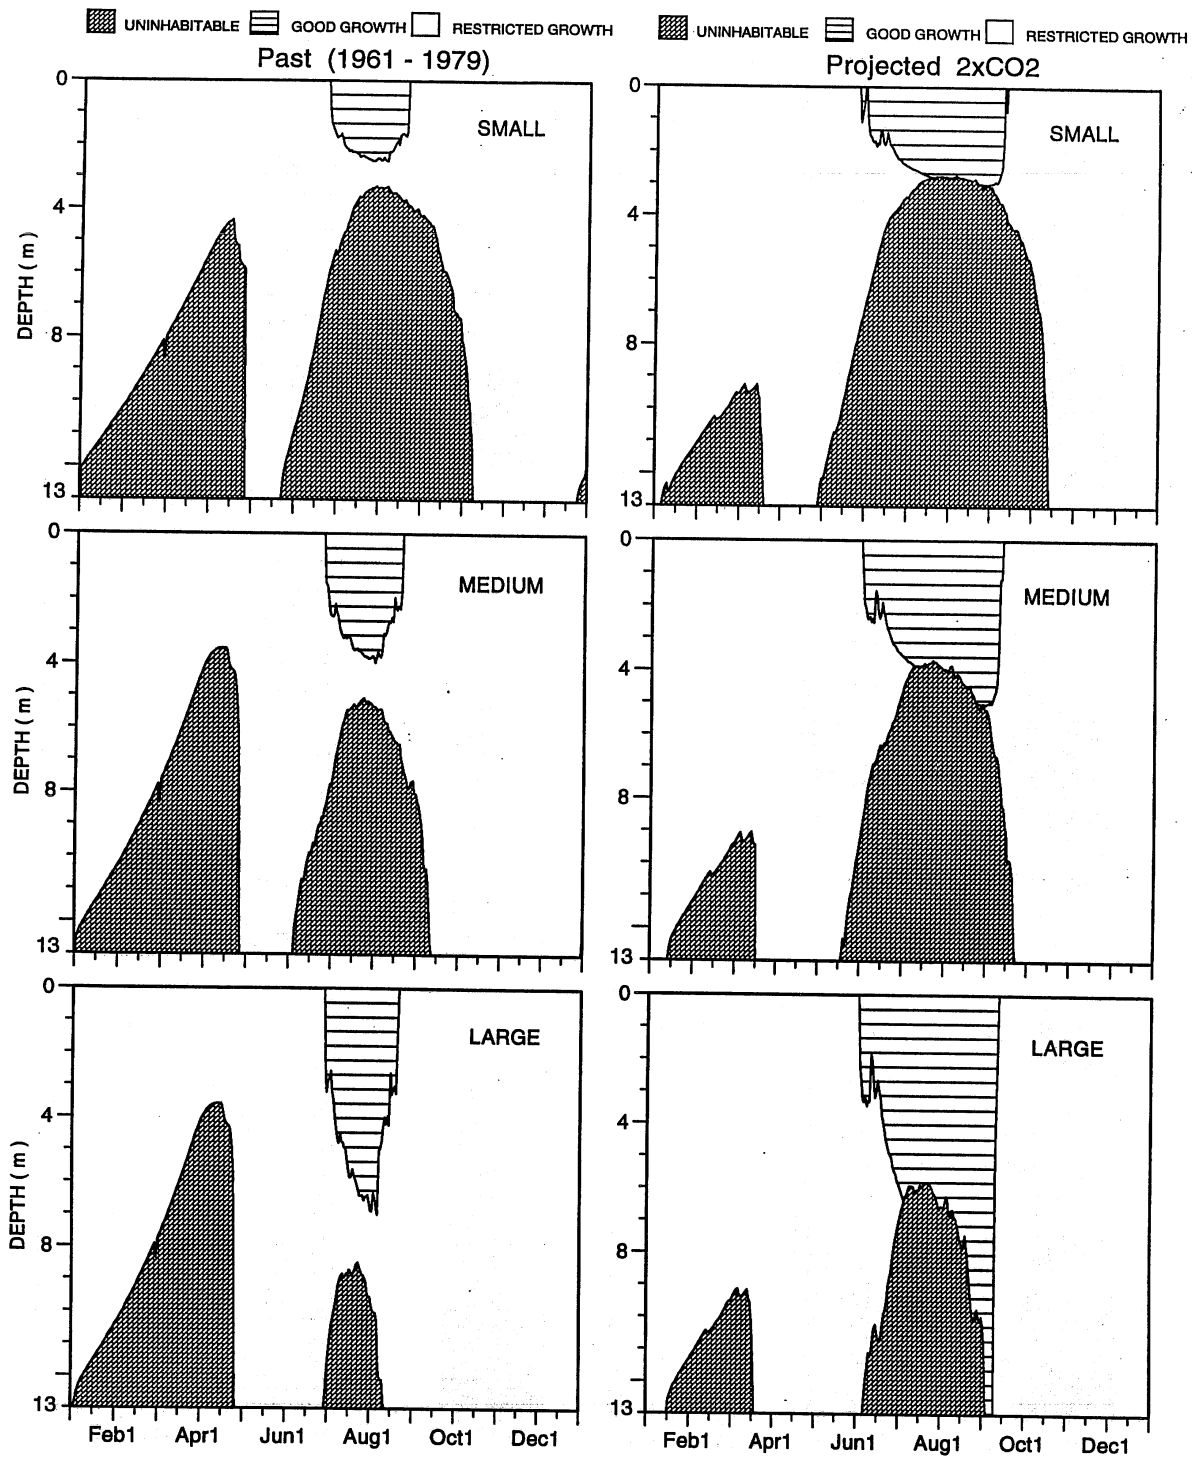 UNINHABITABLE GOOD GROWTH RESTRICTED GROWTH
Past (1961 - 1979)
0
SMALL
4
DEPTH ( m )
8
13
0
MEDIUM
4
DEPTH ( m )
8
13
0
LARGE
4
DEPTH ( m )
8
13
Feb1 Apr1 Jun1 Aug1 Oct1 Dec1
UNINHABITABLE GOOD GROWTH RESTRICTED GROWTH
Projected 2xCO2
0
SMALL
4
8
13
0
MEDIUM
4
8
13
0
LARGE
4
8
13
Feb1 Apr1 Jun1 Aug1 Oct1 Dec1